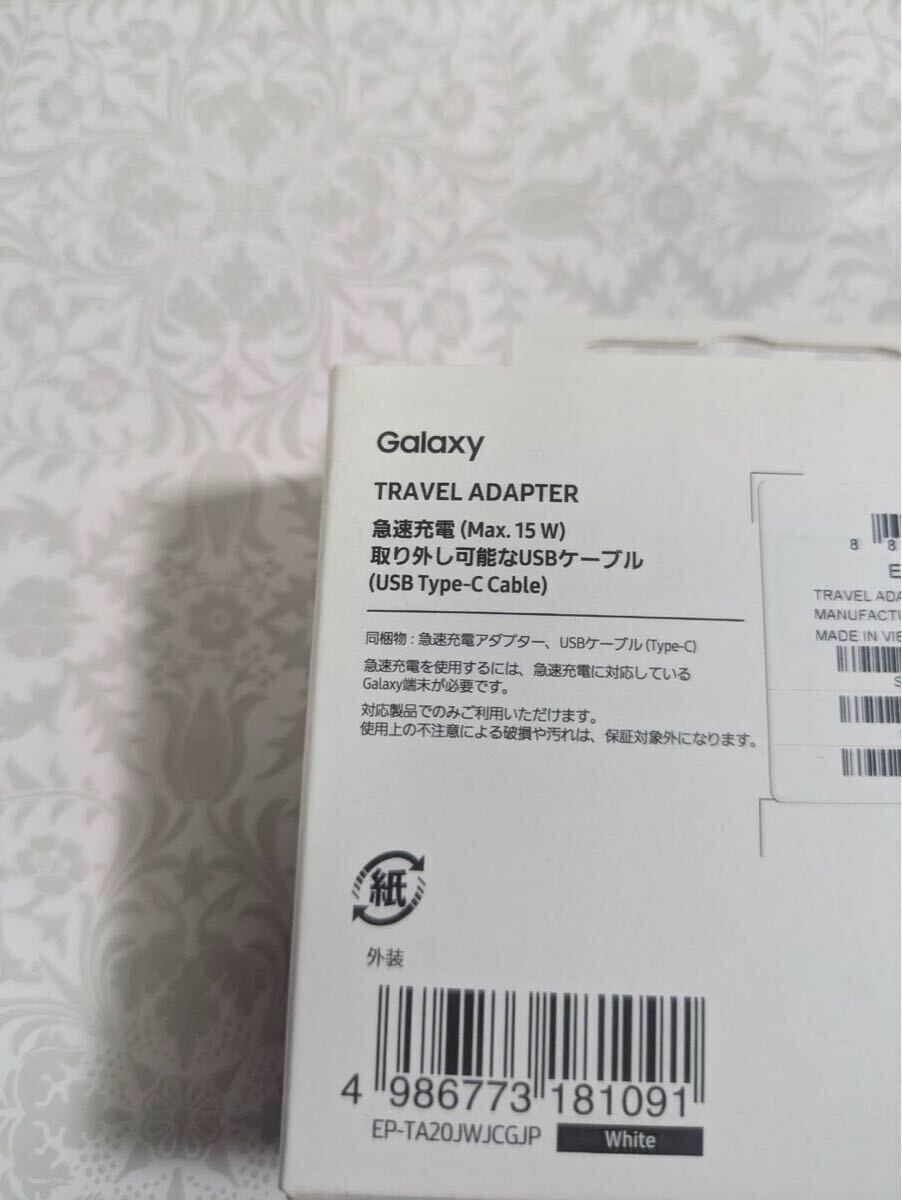 Galaxy
TRAVEL ADAPTER
急速充電 (Max. 15 W)
取り外し可能なUSBケーブル
(USB Type-C Cable)
同梱物 : 急速充電アダプター、USBケーブル (Type-C)
急速充電を使用するには、急速充電に対応している
Galaxy端末が必要です。
対応製品でのみご利用いただけます。
使用上の不注意による破損や汚れは、保証対象外になります。
8 8
TRAVEL
MADE IN
紙
外装
4 986773 181091
EP-TA20JWJCGJP
White